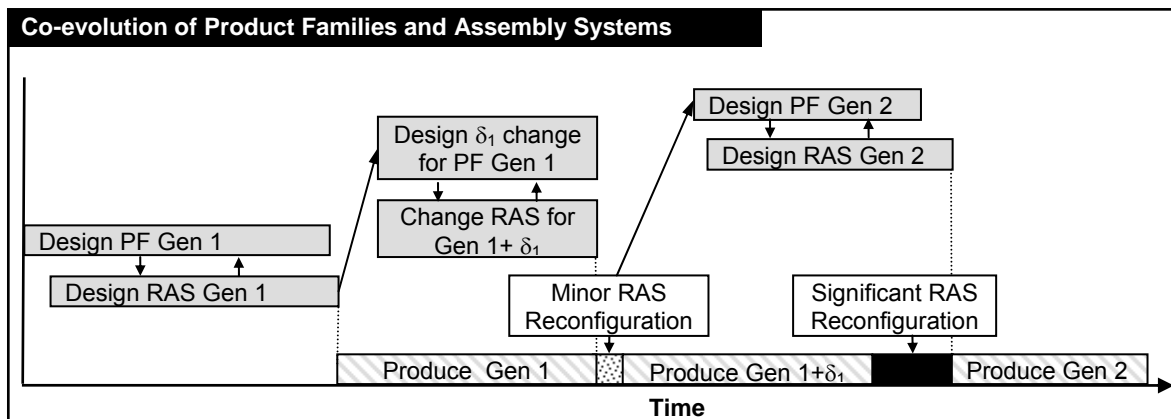 Co-evolution of Product Families and Assembly Systems
Design PF Gen 1
Design RAS Gen 1
Design δ₁ change
for PF Gen 1
Change RAS for
Gen 1+ δ₁
Design PF Gen 2
Design RAS Gen 2
Minor RAS
Reconfiguration
Significant RAS
Reconfiguration
Produce Gen 1
Produce Gen 1+δ₁
Produce Gen 2
Time